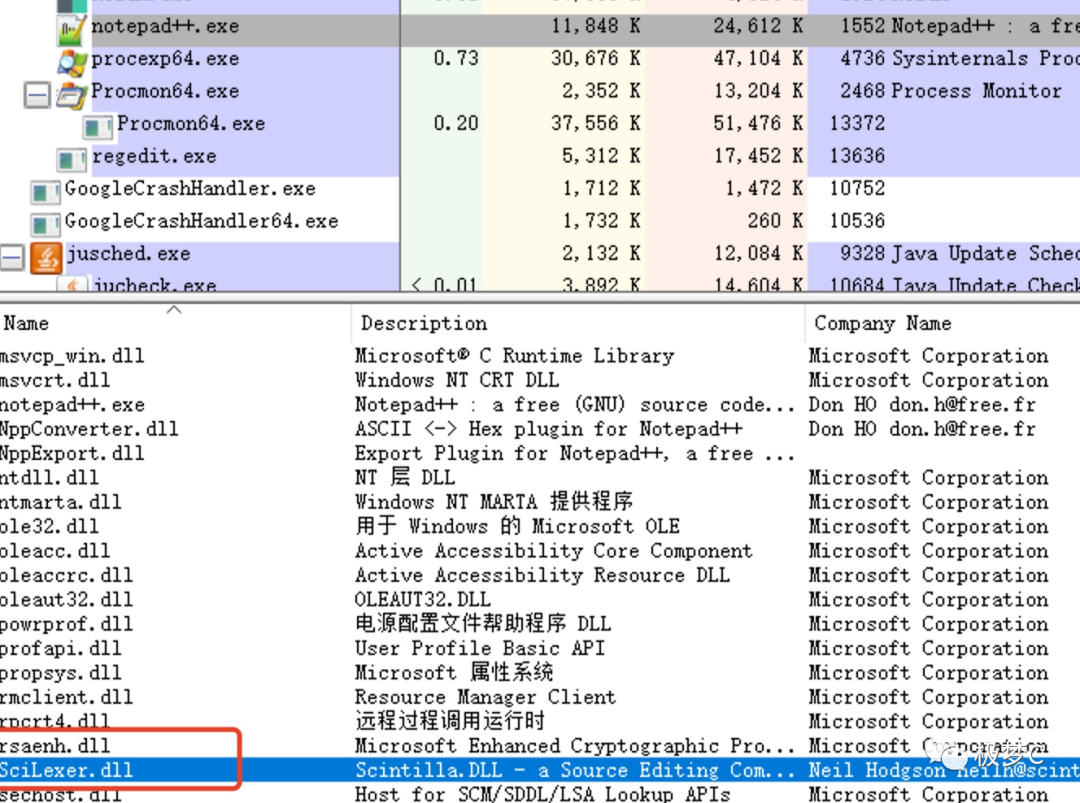 notepad++.exe 11,848 K 24,612 K 1552 Notepad++ : a fre
procexp64.exe 0.73 30,676 K 47,104 K 4736 Sysinternals Proc
Procmon64.exe 2,352 K 13,204 K 2468 Process Monitor
Procmon64.exe 0.20 37,556 K 51,476 K 13372
regedit.exe 5,312 K 17,452 K 13636
GoogleCrashHandler.exe 1,712 K 1,472 K 10752
GoogleCrashHandler64.exe 1,732 K 260 K 10536
jusched.exe 2,132 K 12,084 K 9328 Java Update Sched
jucheck.exe < 0.01 3,892 K 14,604 K 10684 Java Update Check
Name Description Company Name
msvcp_win.dll Microsoft® C Runtime Library Microsoft Corporation
msvcrt.dll Windows NT CRT DLL Microsoft Corporation
notepad++.exe Notepad++ : a free (GNU) source code... Don HO don.h@free.fr
NppConverter.dll ASCII <-> Hex plugin for Notepad++ Don HO don.h@free.fr
NppExport.dll Export Plugin for Notepad++, a free ...
ntdll.dll NT 层 DLL Microsoft Corporation
ntmarta.dll Windows NT MARTA 提供程序 Microsoft Corporation
ole32.dll 用于 Windows 的 Microsoft OLE Microsoft Corporation
oleacc.dll Active Accessibility Core Component Microsoft Corporation
oleaccrc.dll Active Accessibility Resource DLL Microsoft Corporation
oleaut32.dll OLEAUT32.DLL Microsoft Corporation
powrprof.dll 电源配置文件帮助程序 DLL Microsoft Corporation
profapi.dll User Profile Basic API Microsoft Corporation
propsys.dll Microsoft 属性系统 Microsoft Corporation
rmclient.dll Resource Manager Client Microsoft Corporation
rpcrt4.dll 远程过程调用运行时 Microsoft Corporation
rsaenh.dll Microsoft Enhanced Cryptographic Pro... Microsoft Corporation
SciLexer.dll Scintilla.DLL - a Source Editing Com... Neil Hodgson neilh@scint
sechost.dll Host for SCM/SDDL/LSA Lookup APIs Microsoft Corporation
极梦C